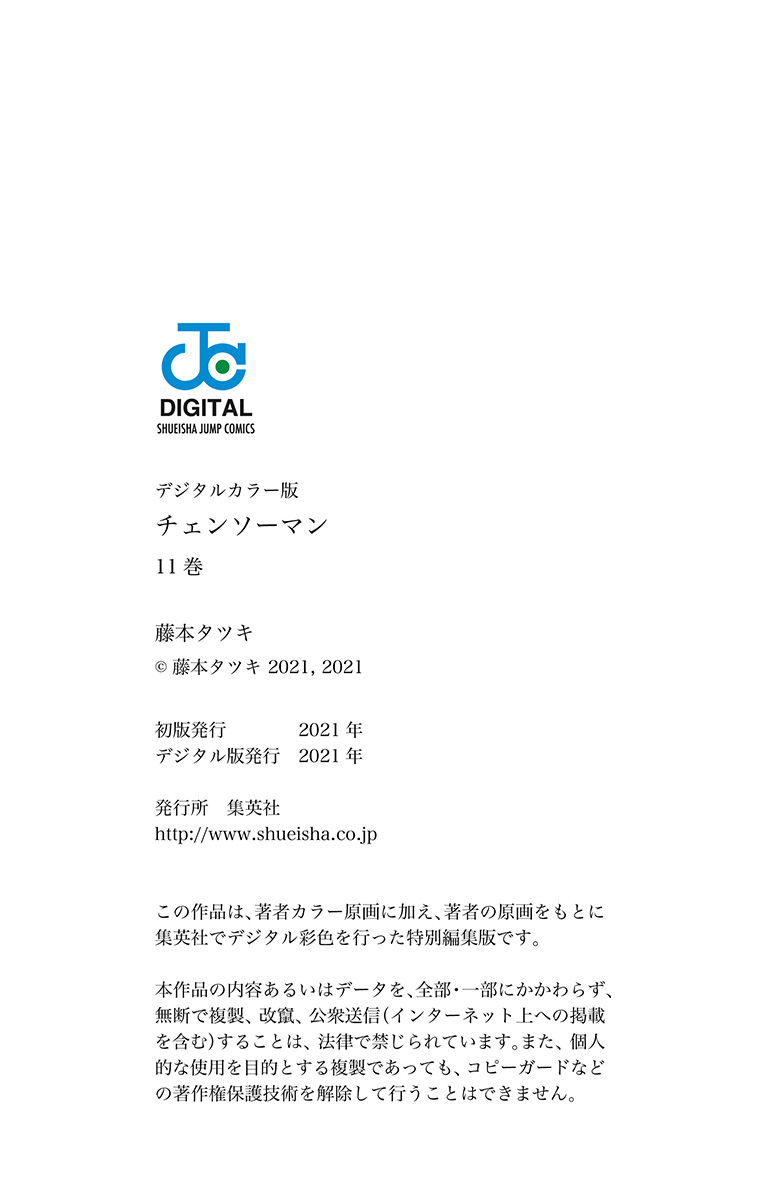 JC
DIGITAL
SHUEISHA JUMP COMICS
デジタルカラー版
チェンソーマン
11 巻
藤本タツキ
© 藤本タツキ 2021, 2021
初版発行　　　　2021 年
デジタル版発行　2021 年
発行所　集英社
http://www.shueisha.co.jp
この作品は、著者カラー原画に加え、著者の原画をもとに
集英社でデジタル彩色を行った特別編集版です。
本作品の内容あるいはデータを、全部・一部にかかわらず、
無断で複製、改竄、公衆送信（インターネット上への掲載
を含む）することは、法律で禁じられています。また、個人
的な使用を目的とする複製であっても、コピーガードなど
の著作権保護技術を解除して行うことはできません。